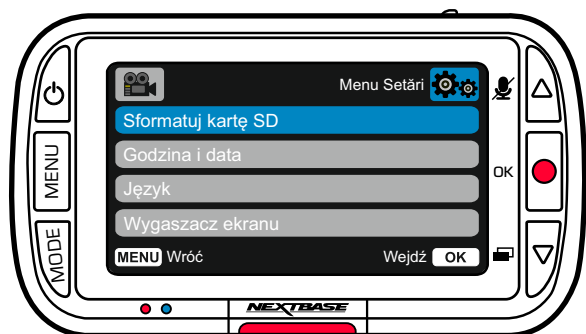 Menu Setări
Sformatuj kartę SD
Godzina i data
Język
Wygaszacz ekranu
MENU Wróć Wejdź OK
MENU
MODE
OK
NEXTBASE